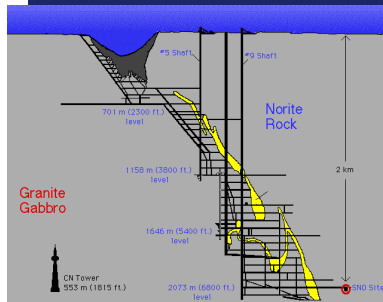 #5 Shaft
#9 Shaft
701 m (2300 ft.)
level
Norite
Rock
2 km
1158 m (3800 ft.)
level
Granite
Gabbro
1646 m (5400 ft.)
level
CN Tower
553 m (1815 ft.)
2073 m (6800 ft.)
level
SNO Site